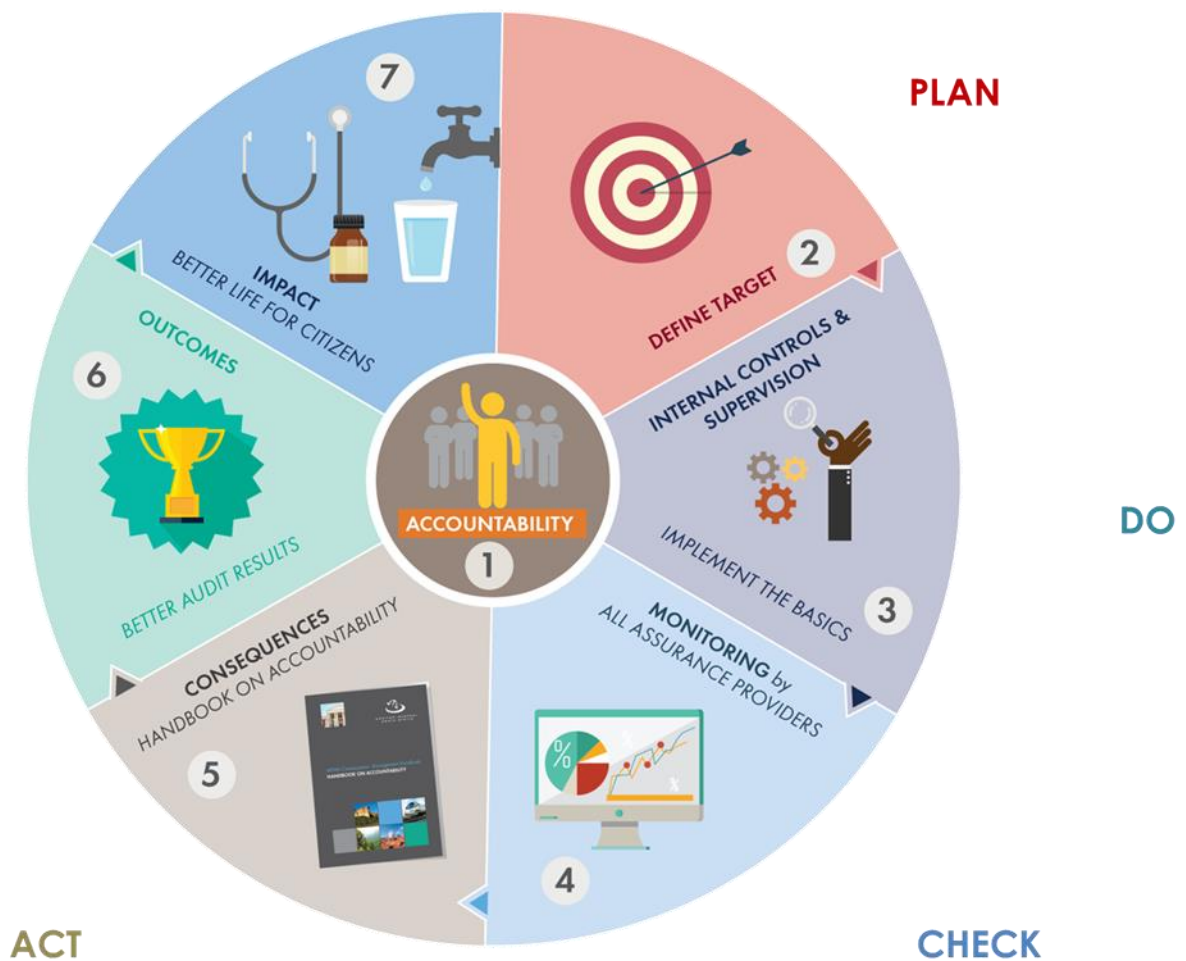 PLAN
DO
CHECK
ACT
1
ACCOUNTABILITY
2
DEFINE TARGET
INTERNAL CONTROLS &
SUPERVISION
IMPLEMENT THE BASICS
3
MONITORING by
ALL ASSURANCE PROVIDERS
%
4
CONSEQUENCES
HANDBOOK ON ACCOUNTABILITY
HANDBOOK ON ACCOUNTABILITY
5
OUTCOMES
6
BETTER AUDIT RESULTS
7
IMPACT
BETTER LIFE FOR CITIZENS